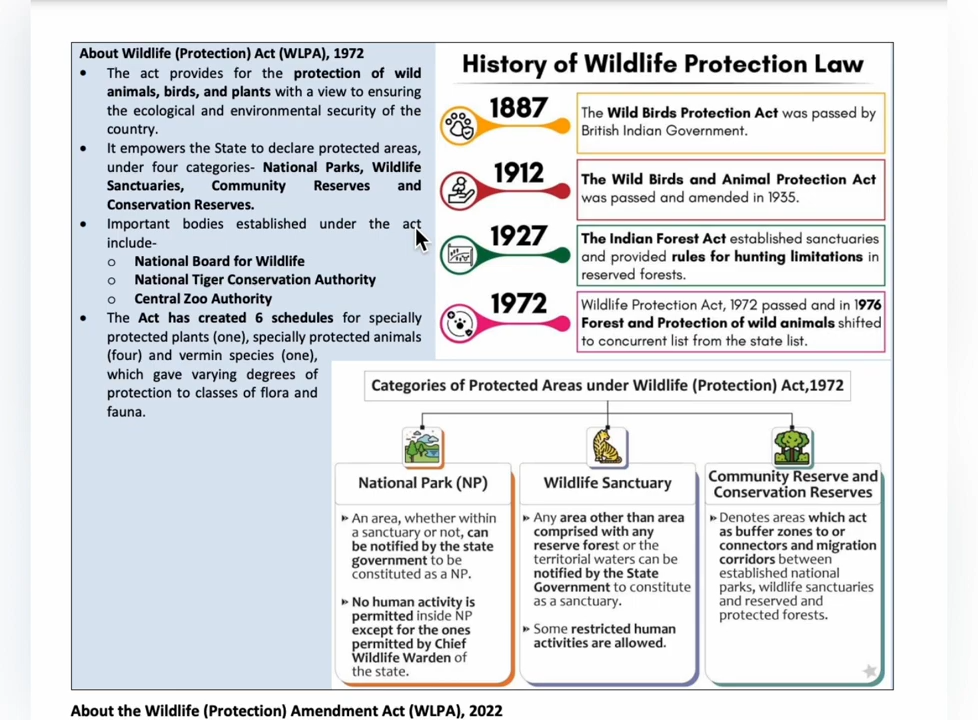 About Wildlife (Protection) Act (WLPA), 1972
• The act provides for the protection of wild
animals, birds, and plants with a view to ensuring
the ecological and environmental security of the
country.
• It empowers the State to declare protected areas,
under four categories- National Parks, Wildlife
Sanctuaries, Community Reserves and
Conservation Reserves.
• Important bodies established under the act
include-
o National Board for Wildlife
o National Tiger Conservation Authority
o Central Zoo Authority
• The Act has created 6 schedules for specially
protected plants (one), specially protected animals
(four) and vermin species (one),
which gave varying degrees of
protection to classes of flora and
fauna.
History of Wildlife Protection Law
1887
The Wild Birds Protection Act was passed by
British Indian Government.
1912
The Wild Birds and Animal Protection Act
was passed and amended in 1935.
1927
The Indian Forest Act established sanctuaries
and provided rules for hunting limitations in
reserved forests.
1972
Wildlife Protection Act, 1972 passed and in 1976
Forest and Protection of wild animals shifted
to concurrent list from the state list.
Categories of Protected Areas under Wildlife (Protection) Act,1972
National Park (NP)
An area, whether within
a sanctuary or not, can
be notified by the state
government to be
constituted as a NP.
No human activity is
permitted inside NP
except for the ones
permitted by Chief
Wildlife Warden of
the state.
Wildlife Sanctuary
Any area other than area
comprised with any
reserve forest or the
territorial waters can be
notified by the State
Government to constitute
as a sanctuary.
Some restricted human
activities are allowed.
Community Reserve and
Conservation Reserves
Denotes areas which act
as buffer zones to or
connectors and migration
corridors between
established national
parks, wildlife sanctuaries
and reserved and
protected forests.
About the Wildlife (Protection) Amendment Act (WLPA), 2022